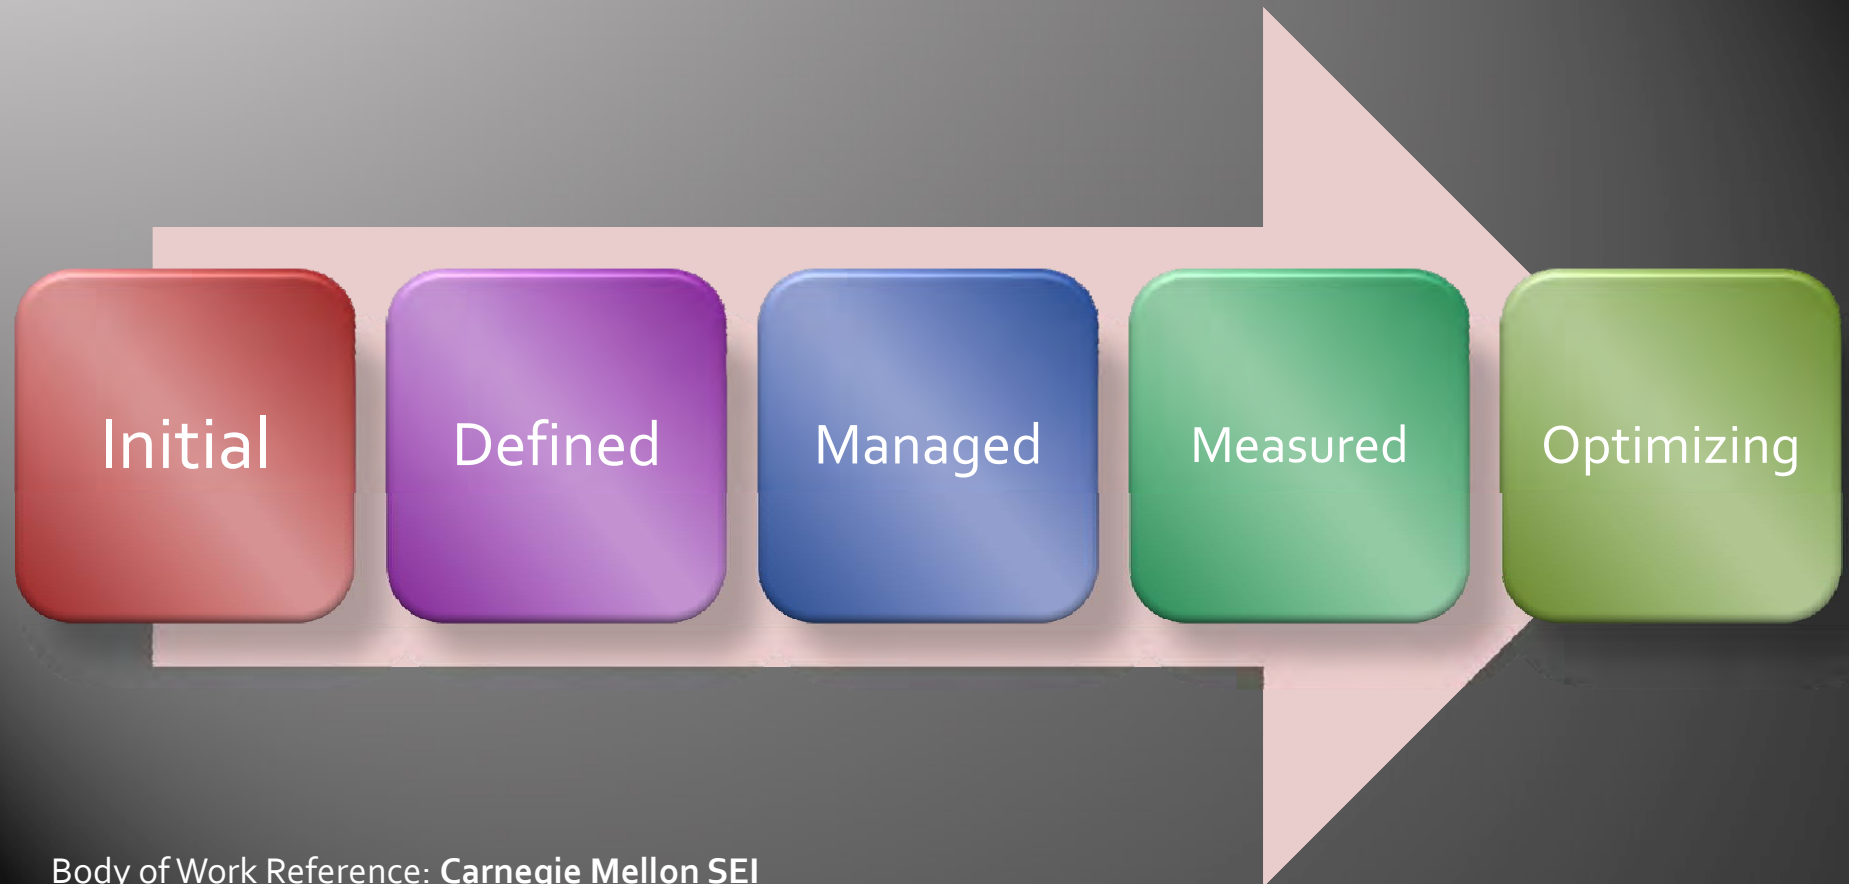 Initial
Defined
Managed
Measured
Optimizing
Body of Work Reference: Carnegie Mellon SEI